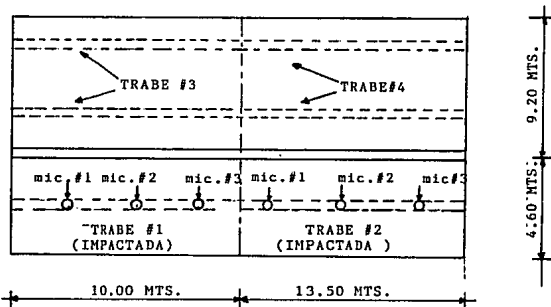 TRABE #3
TRABE#4
9.20 MTS.
mic.#1 mic.#2 mic.#3 mic.#1 mic.#2 mic#3
TRABE #1
(IMPACTADA)
TRABE #2
(IMPACTADA )
4.60 MTS.
10.00 MTS.
13.50 MTS.